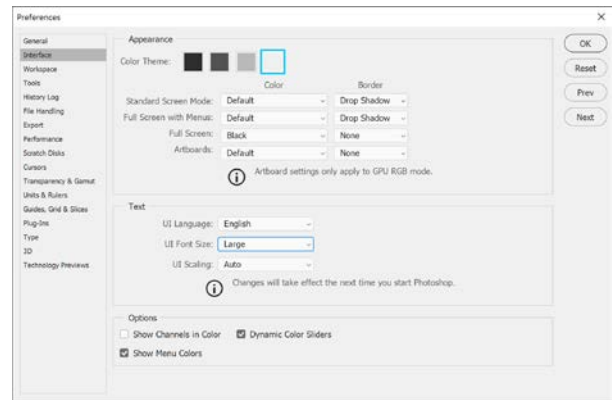 Preferences
General
Interface
Workspace
Tools
History Log
File Handling
Export
Performance
Scratch Disks
Cursors
Transparency & Gamut
Units & Rulers
Guides, Grid & Slices
Plug-Ins
Type
3D
Technology Previews
Appearance
Color Theme:
Color Border
Standard Screen Mode: Default Drop Shadow
Full Screen with Menus: Default Drop Shadow
Full Screen: Black None
Artboards: Default None
Artboard settings only apply to GPU RGB mode.
Text
UI Language: English
UI Font Size: Large
UI Scaling: Auto
Changes will take effect the next time you start Photoshop.
Options
Show Channels in Color Dynamic Color Sliders
Show Menu Colors
OK
Reset
Prev
Next